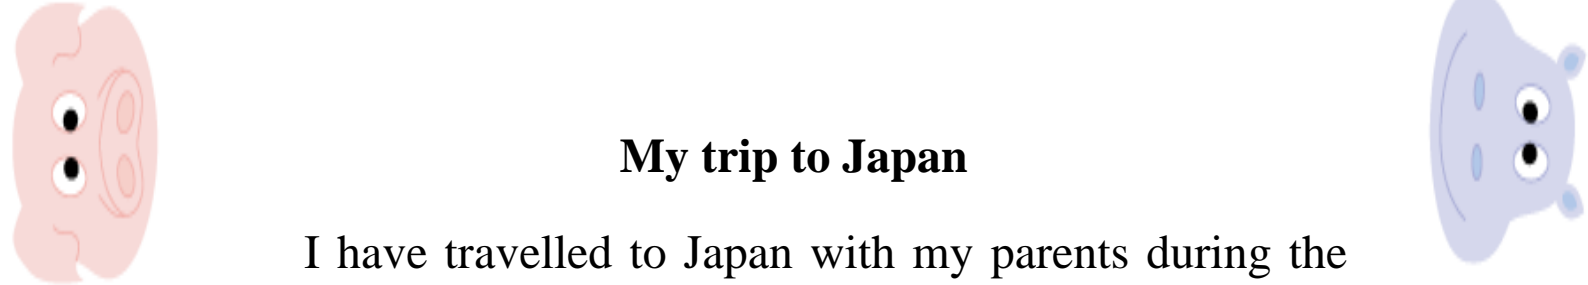 My trip to Japan
I have travelled to Japan with my parents during the